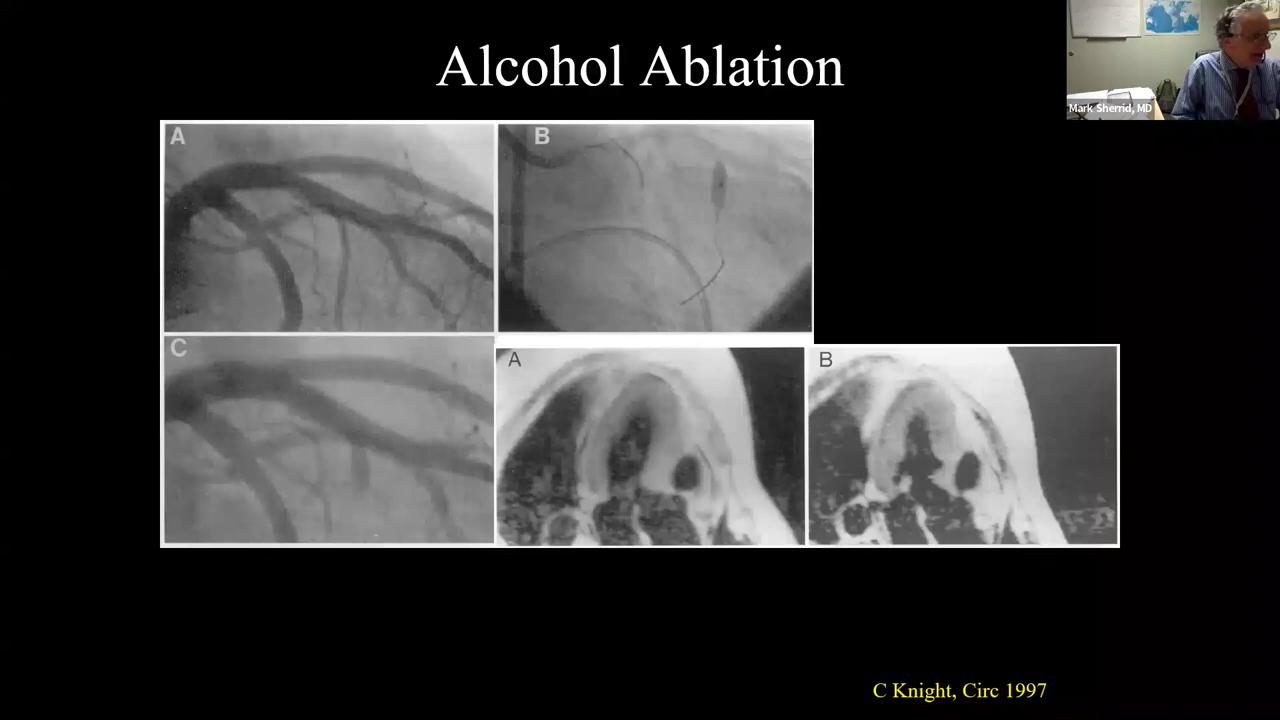 Alcohol Ablation
Mark Sherrid, MD
A
B
C
A
B
C Knight, Circ 1997